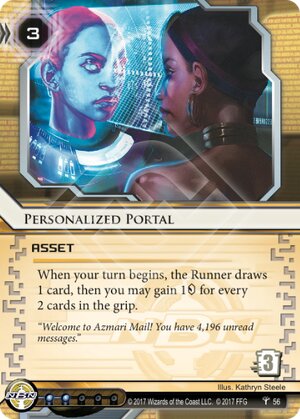 3
Personalized Portal
ASSET
When your turn begins, the Runner draws
1 card, then you may gain 1 for every
2 cards in the grip.
"Welcome to Azmari Mail! You have 4,196 unread
messages."
3
Illus. Kathryn Steele
NBN
© 2017 Wizards of the Coast LLC. © 2017 FFG
56